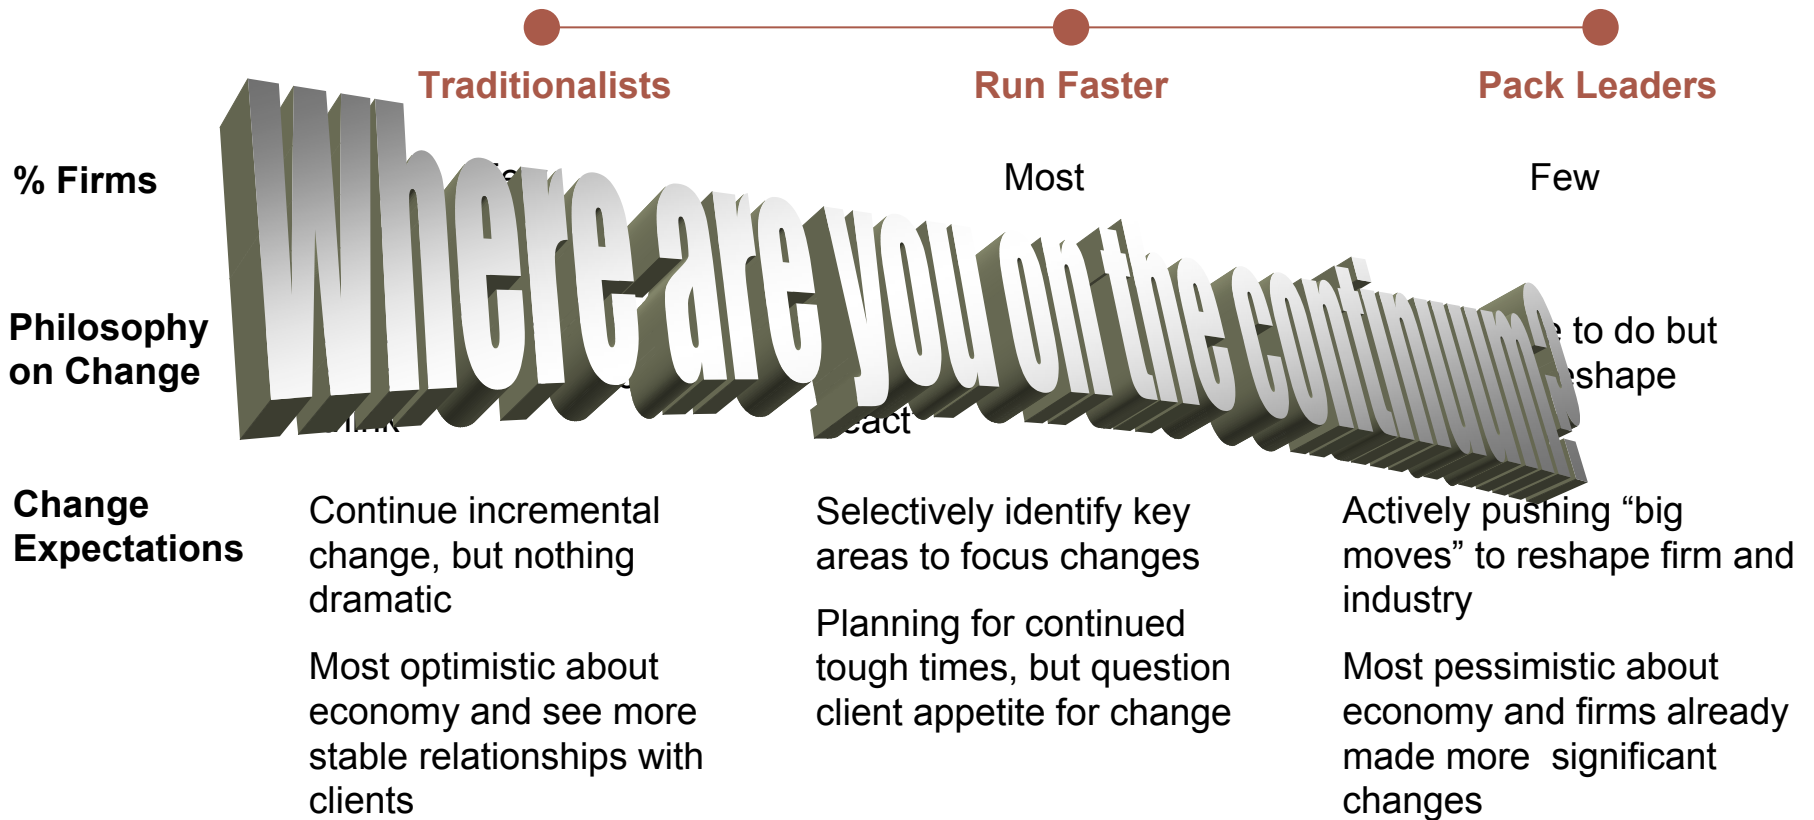 Traditionalists Run Faster Pack Leaders
% Firms Most Few
Where are you on the continuum?
Philosophy
on Change
to do but
react
Change
Expectations
Continue incremental
change, but nothing
dramatic
Most optimistic about
economy and see more
stable relationships with
clients
Selectively identify key
areas to focus changes
Planning for continued
tough times, but question
client appetite for change
Actively pushing “big
moves” to reshape firm and
industry
Most pessimistic about
economy and firms already
made more significant
changes